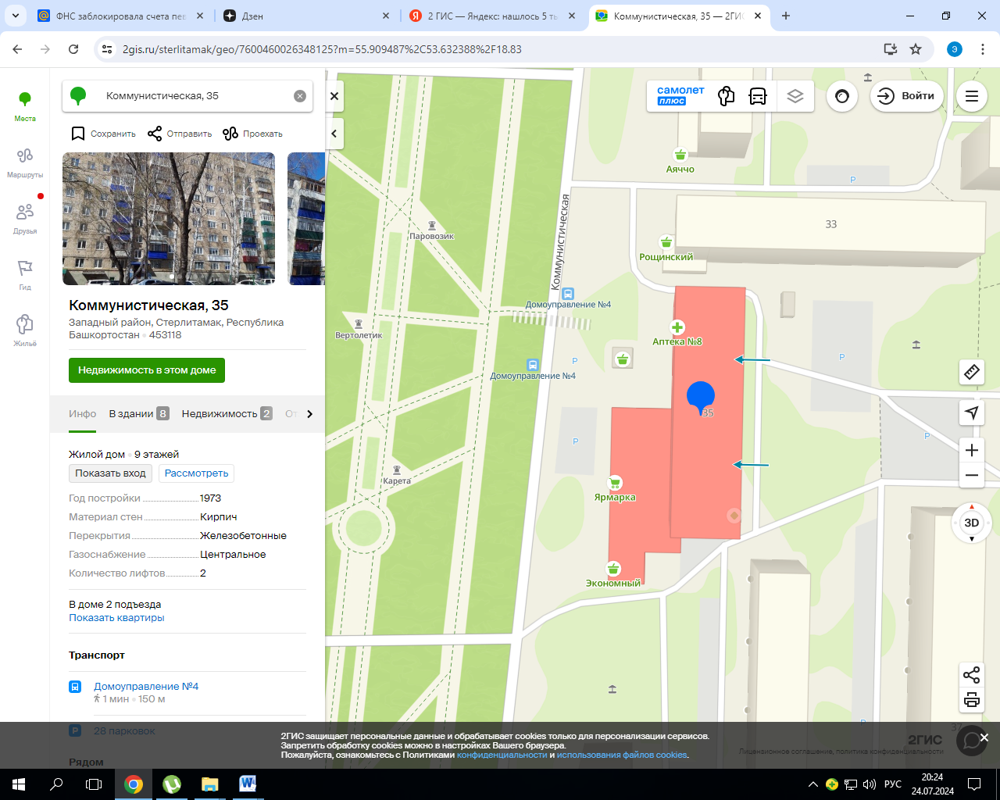 ФНС заблокировала счета пев
Дзен
2 ГИС — Яндекс: нашлось 5 ты
Коммунистическая, 35 — 2ГИС
2gis.ru/sterlitamak/geo/7600460026348125?m=55.909487%2C53.632388%2F18.83
Э
Места
Маршруты
Друзья
Гид
Жильё
Коммунистическая, 35
Сохранить
Отправить
Проехать
Коммунистическая, 35
Западный район, Стерлитамак, Республика
Башкортостан • 453118
Недвижимость в этом доме
Инфо
В здании 8
Недвижимость 2
От
Жилой дом • 9 этажей
Показать вход
Рассмотреть
Год постройки 1973
Материал стен Кирпич
Перекрытия Железобетонные
Газоснабжение Центральное
Количество лифтов 2
В доме 2 подъезда
Показать квартиры
Транспорт
Домоуправление №4
1 мин • 150 м
28 парковок
Рядом
самолет
плюс
Войти
Аяччо
P
Паровозик
Коммунистическая
33
Рощинский
Домоуправление №4
Вертолетик
Аптека №8
P
P
Домоуправление №4
35
P
P
Карета
Ярмарка
3D
Экономный
P
37
2ГИС
Лицензионное соглашение, политика конфиденциальности
2ГИС защищает персональные данные и обрабатывает cookies только для персонализации сервисов.
Запретить обработку cookies можно в настройках Вашего браузера.
Пожалуйста, ознакомьтесь с Политиками конфиденциальности и использования файлов cookies.
РУС
20:24
24.07.2024